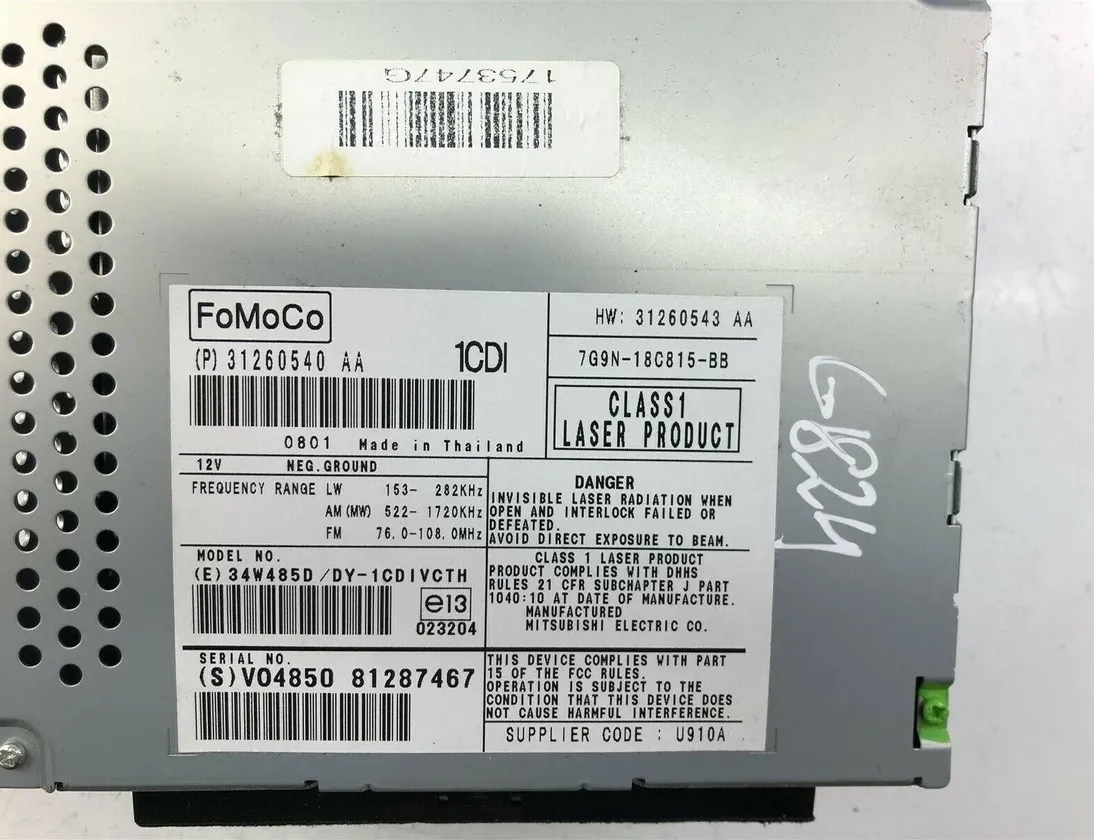 1753747G
FoMoCo
(P) 31260540 AA
1CDI
0801 Made in Thailand
HW: 31260543 AA
7G9N-18C815-BB
CLASS1
LASER PRODUCT
12V NEG.GROUND
FREQUENCY RANGE LW 153- 282KHz
AM(MW) 522- 1720KHz
FM 76.0-108.0MHz
DANGER
INVISIBLE LASER RADIATION WHEN
OPEN AND INTERLOCK FAILED OR
DEFEATED.
AVOID DIRECT EXPOSURE TO BEAM.
MODEL NO.
(E) 34W485D/DY-1CDIVCTH
e13
023204
CLASS 1 LASER PRODUCT
PRODUCT COMPLIES WITH DHHS
RULES 21 CFR SUBCHAPTER J PART
1040:10 AT DATE OF MANUFACTURE.
MANUFACTURED
MITSUBISHI ELECTRIC CO.
SERIAL NO.
(S)V04850 81287467
THIS DEVICE COMPLIES WITH PART
15 OF THE FCC RULES.
OPERATION IS SUBJECT TO THE
CONDITION THAT THIS DEVICE DOES
NOT CAUSE HARMFUL INTERFERENCE.
SUPPLIER CODE : U910A